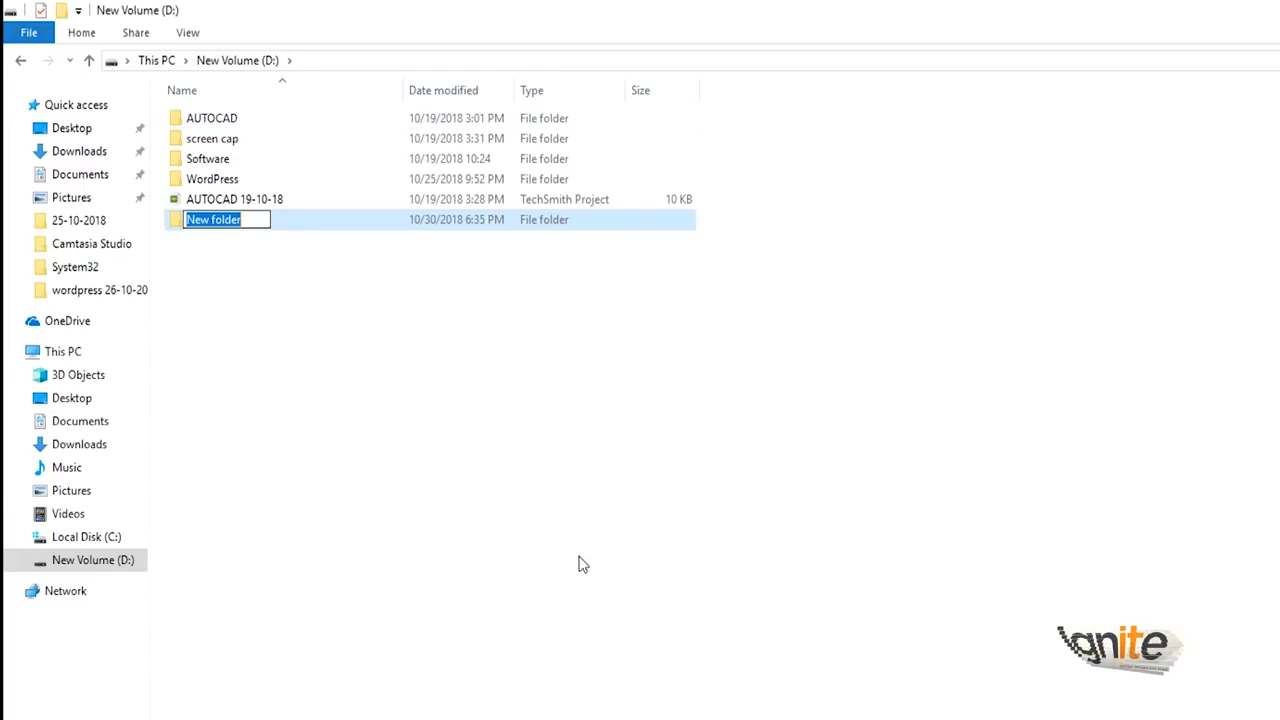 New Volume (D:)
File Home Share View
This PC New Volume (D:)
Name Date modified Type Size
AUTOCAD 10/19/2018 3:01 PM File folder
screen cap 10/19/2018 3:31 PM File folder
Software 10/19/2018 10:24 File folder
WordPress 10/25/2018 9:52 PM File folder
AUTOCAD 19-10-18 10/19/2018 3:28 PM TechSmith Project 10 KB
New folder 10/30/2018 6:35 PM File folder
Quick access
Desktop
Downloads
Documents
Pictures
25-10-2018
Camtasia Studio
System32
wordpress 26-10-20
OneDrive
This PC
3D Objects
Desktop
Documents
Downloads
Music
Pictures
Videos
Local Disk (C:)
New Volume (D:)
Network
ignite